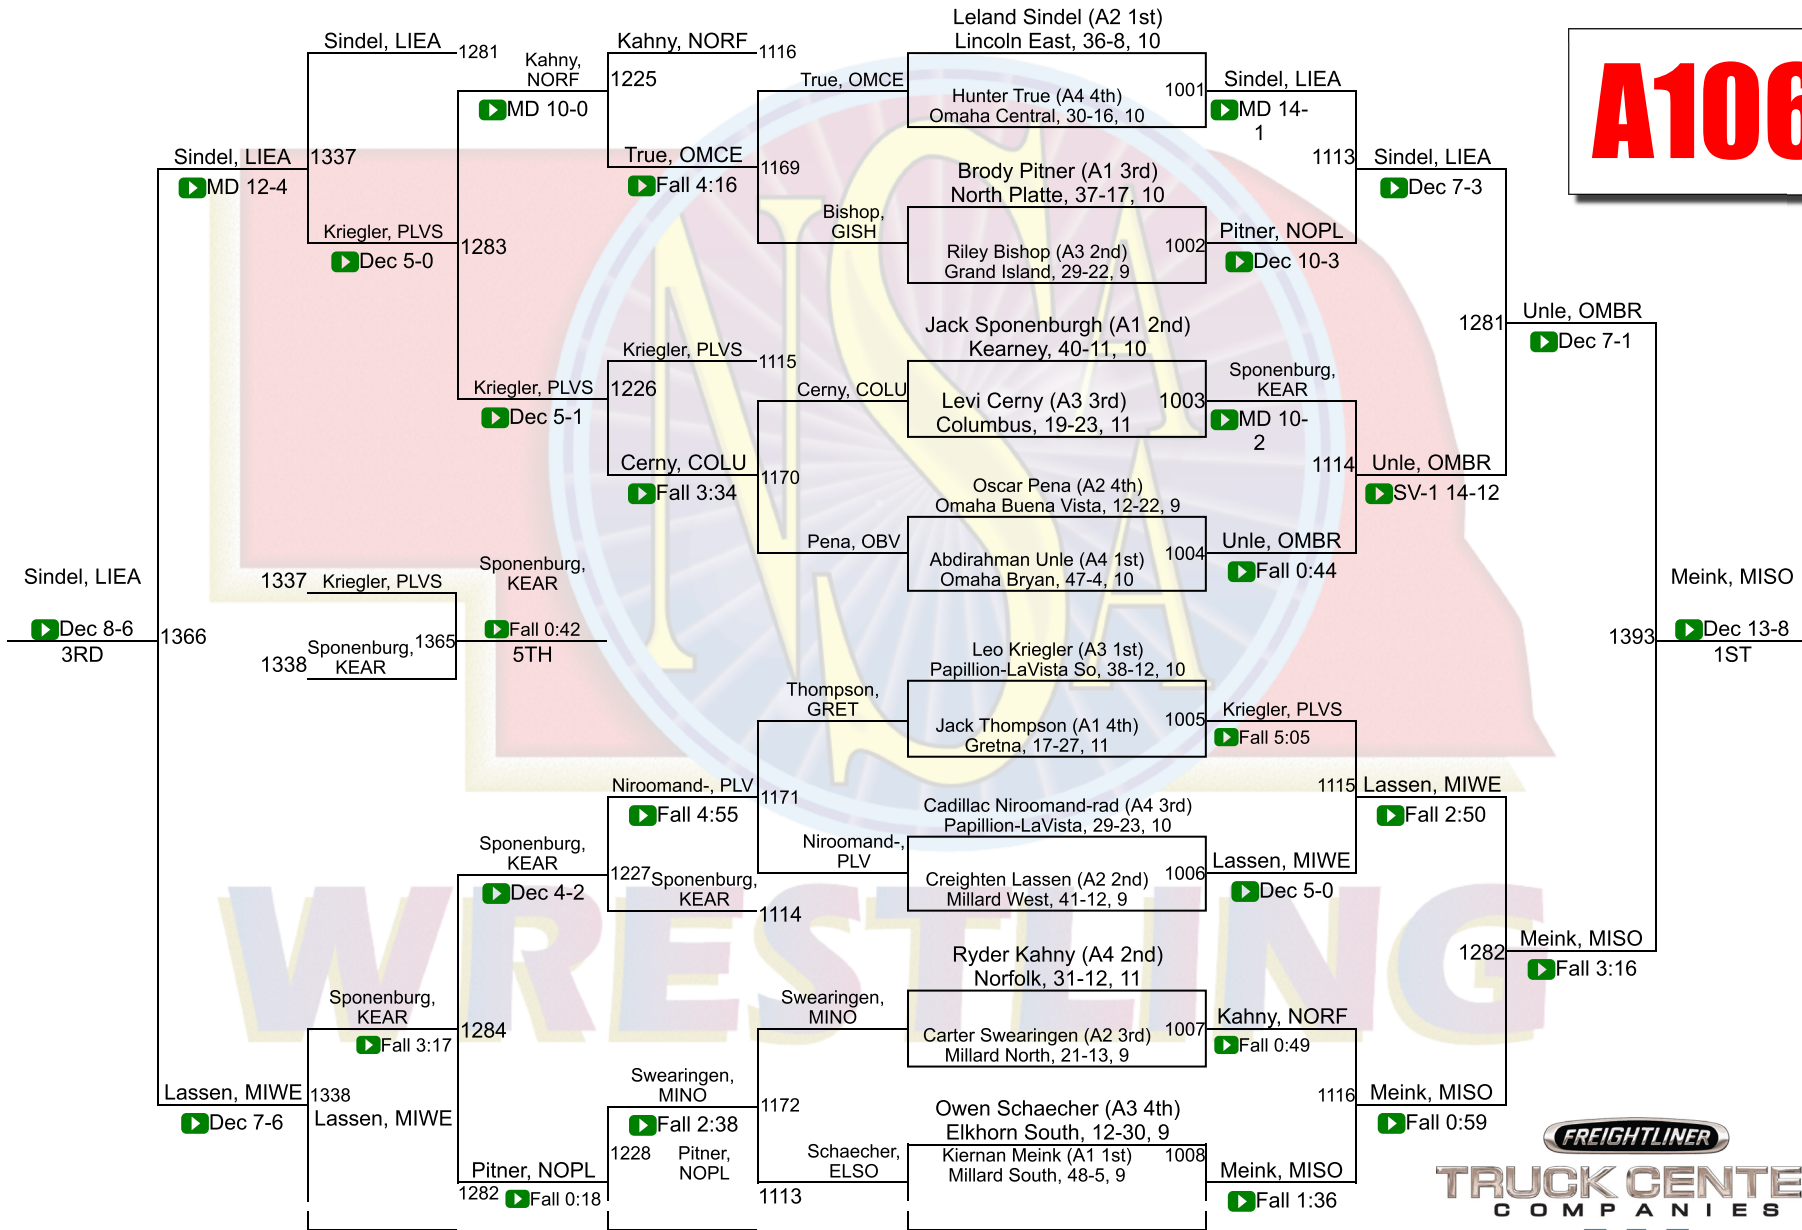 Leland Sindel (A2 1st)
Sindel, LIEA
Kahny, NORF
Lincoln East, 36-8, 10
1281
Kahny,
NORF
1116
1225
True, OMCE
1001
Sindel, LIEA
MD 10-0
Hunter True (A4 4th)
Omaha Central, 30-16, 10
MD 14-
1
A106
Sindel, LIEA
1337
True, OMCE
1169
1113
Sindel, LIEA
MD 12-4
Fall 4:16
Brody Pitner (A1 3rd)
North Platte, 37-17, 10
Dec 7-3
Bishop,
GISH
Kriegler, PLVS
1283
1002
Pitner, NOPL
Dec 5-0
Riley Bishop (A3 2nd)
Grand Island, 29-22, 9
Dec 10-3
1281
Unle, OMBR
Dec 7-1
Jack Sponenburgh (A1 2nd)
Kearney, 40-11, 10
Kriegler, PLVS
1115
Kriegler, PLVS
1226
Cerny, COLU
Sponenburg,
KEAR
1003
Dec 5-1
Levi Cerny (A3 3rd)
Columbus, 19-23, 11
MD 10-
2
Cerny, COLU
1170
1114
Unle, OMBR
Fall 3:34
SV-1 14-12
Oscar Pena (A2 4th)
Omaha Buena Vista, 12-22, 9
Pena, OBV
1004
Unle, OMBR
Abdirahman Unle (A4 1st)
Omaha Bryan, 47-4, 10
Fall 0:44
Sindel, LIEA
1337
Kriegler, PLVS
Sponenburg,
KEAR
Meink, MISO
Dec 8-6
3RD
1366
1338
Sponenburg,
KEAR
1365
Fall 0:42
5TH
1393
Dec 13-8
1ST
Leo Kriegler (A3 1st)
Papillion-LaVista So, 38-12, 10
Thompson,
GRET
1005
Kriegler, PLVS
Jack Thompson (A1 4th)
Gretna, 17-27, 11
Fall 5:05
Niroomand-, PLV
1171
1115
Lassen, MIWE
Fall 4:55
Fall 2:50
Cadillac Niroomand-rad (A4 3rd)
Papillion-LaVista, 29-23, 10
Sponenburg,
KEAR
Niroomand-,
PLV
1006
Lassen, MIWE
Dec 4-2
1227
Sponenburg,
KEAR
1114
Creighten Lassen (A2 2nd)
Millard West, 41-12, 9
Dec 5-0
1282
Meink, MISO
Fall 3:16
WRESTLING
NSAA
Ryder Kahny (A4 2nd)
Norfolk, 31-12, 11
Sponenburg,
KEAR
1284
Swearingen,
MINO
1007
Kahny, NORF
Fall 3:17
Carter Swearingen (A2 3rd)
Millard North, 21-13, 9
Fall 0:49
Lassen, MIWE
1338
Lassen, MIWE
Swearingen,
MINO
1172
1116
Meink, MISO
Dec 7-6
Fall 2:38
Fall 0:59
Owen Schaecher (A3 4th)
Elkhorn South, 12-30, 9
Pitner, NOPL
1228
Pitner,
NOPL
Schaecher,
ELSO
Kiernan Meink (A1 1st)
Millard South, 48-5, 9
1008
Meink, MISO
1282
Fall 0:18
1113
Fall 1:36
FREIGHTLINER
TRUCK CENTE
COMPANIES